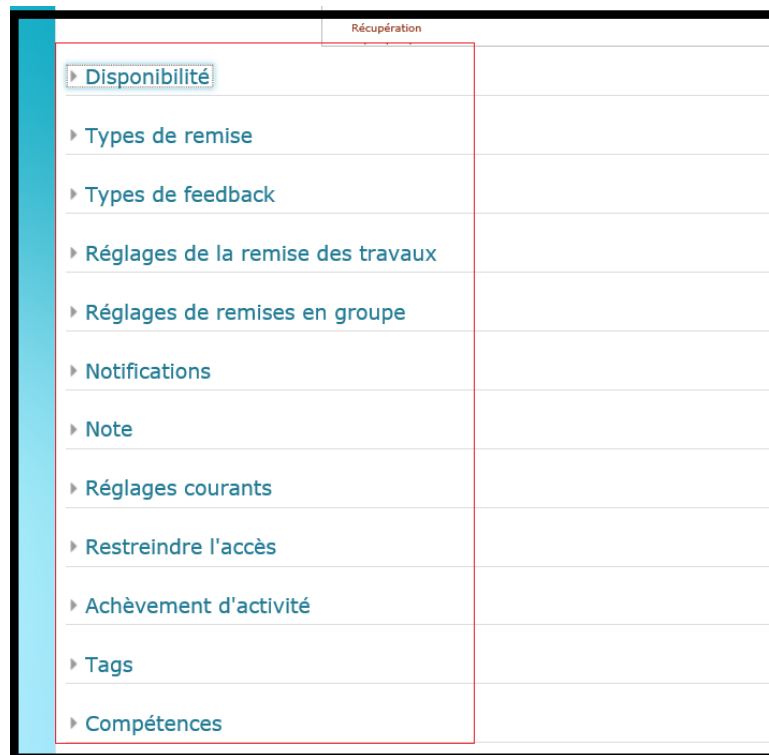 Récupération
Disponibilité
Types de remise
Types de feedback
Réglages de la remise des travaux
Réglages de remises en groupe
Notifications
Note
Réglages courants
Restreindre l'accès
Achèvement d'activité
Tags
Compétences